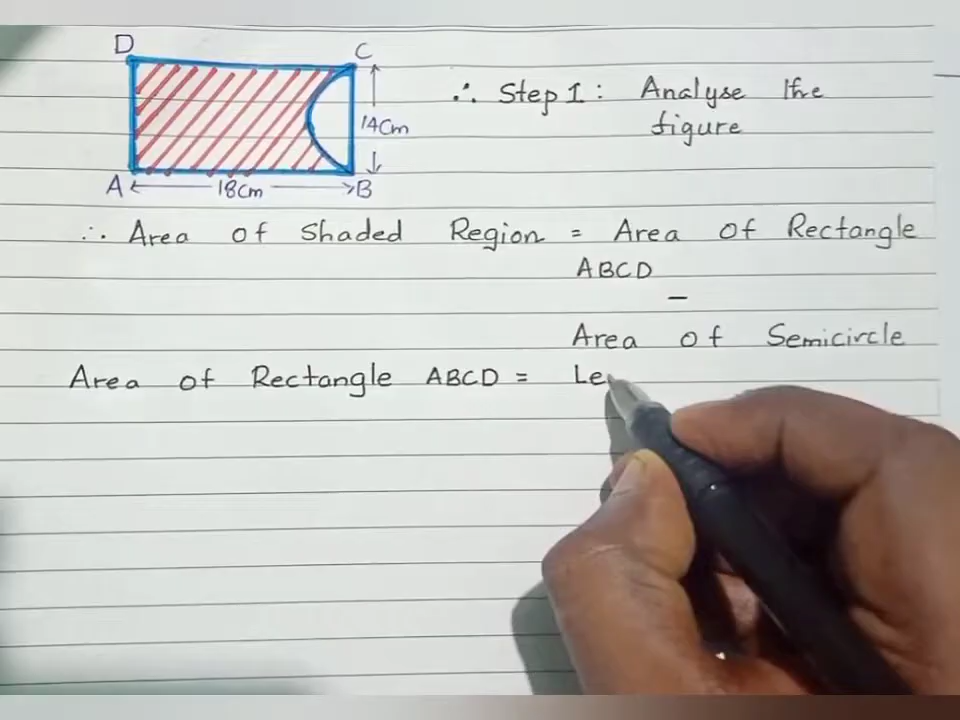 D
C
∴ Step 1: Analyse the
figure
14cm
A
18cm
B
∴ Area of Shaded Region = Area of Rectangle
ABCD
-
Area of Semicircle
Area of Rectangle ABCD = Le